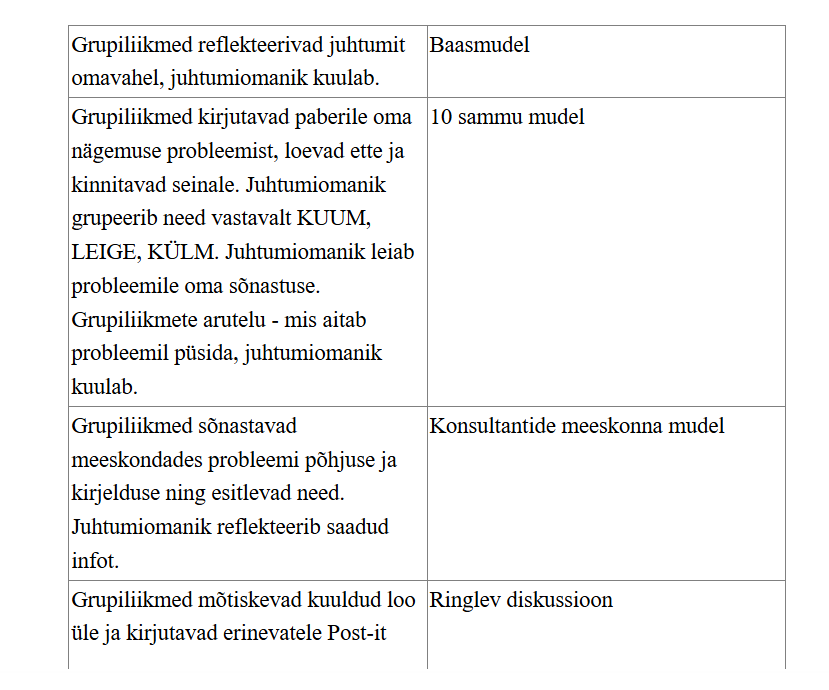 Grupiliikmed reflekteerivad juhtumit
omavahel, juhtumiomanik kuulab.
Baasmudel
Grupiliikmed kirjutavad paberile oma
nägemuse probleemist, loevad ette ja
kinnitavad seinale. Juhtumiomanik
grupeerib need vastavalt KUUM,
LEIGE, KÜLM. Juhtumiomanik leiab
probleemile oma sõnastuse.
Grupiliikmete arutelu - mis aitab
probleemil püsida, juhtumiomanik
kuulab.
10 sammu mudel
Grupiliikmed sõnastavad
meeskondades probleemi põhjuse ja
kirjelduse ning esitlevad need.
Juhtumiomanik reflekteerib saadud
infot.
Konsultantide meeskonna mudel
Grupiliikmed mõtiskevad kuuldud loo
üle ja kirjutavad erinevatele Post-it
Ringlev diskussioon